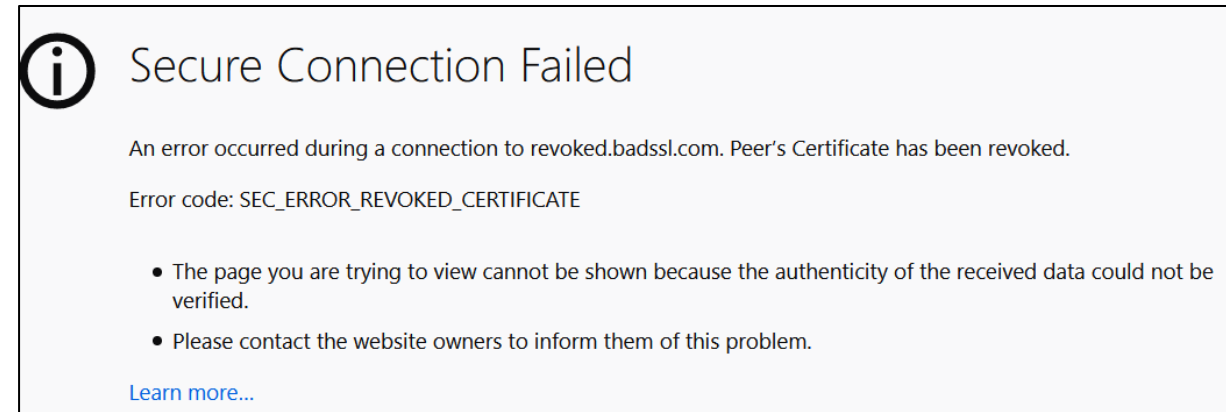 Secure Connection Failed
An error occurred during a connection to revoked.badssl.com. Peer’s Certificate has been revoked.
Error code: SEC_ERROR_REVOKED_CERTIFICATE
• The page you are trying to view cannot be shown because the authenticity of the received data could not be
verified.
• Please contact the website owners to inform them of this problem.
Learn more…